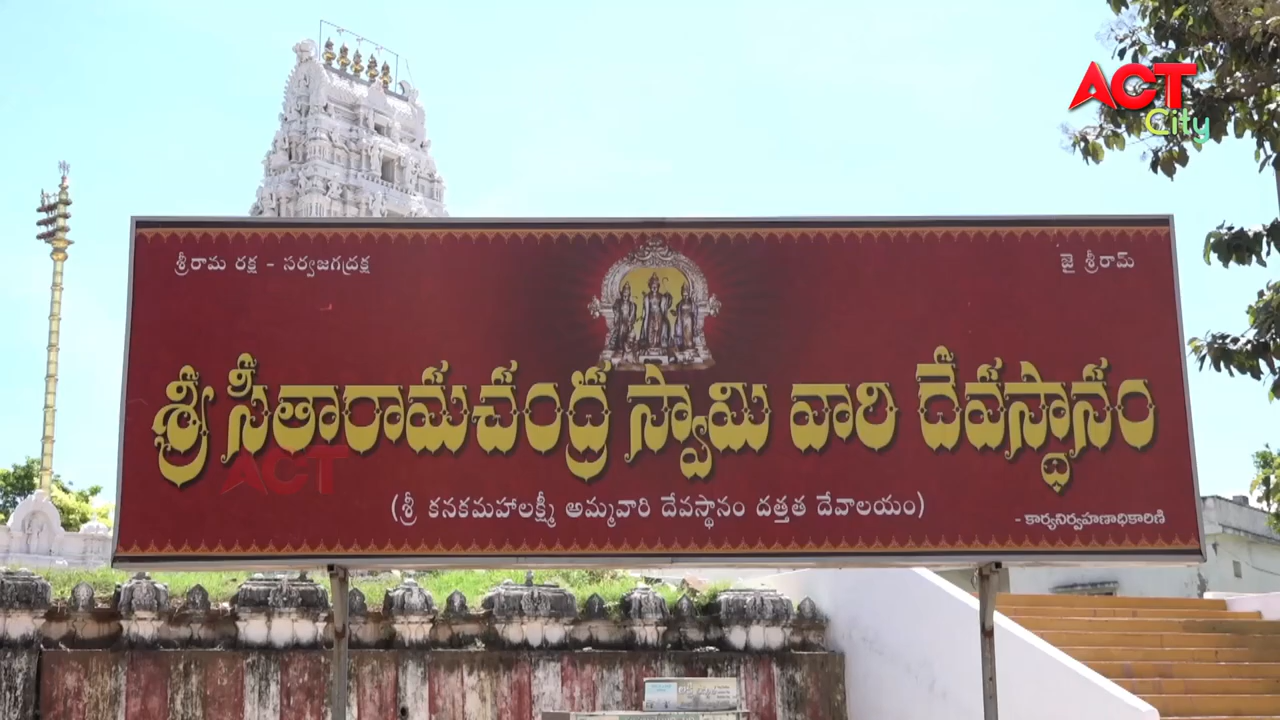 ACT
City
శ్రీరామ రక్ష - సర్వజగద్రక్ష
జై శ్రీరామ్
శ్రీ సీతారామచంద్ర స్వామి వారి దేవస్థానం
ACT
(శ్రీ కనకమహాలక్ష్మీ అమ్మవారి దేవస్థానం దత్తత దేవాలయం)
- కార్యనిర్వహణాధికారిణి